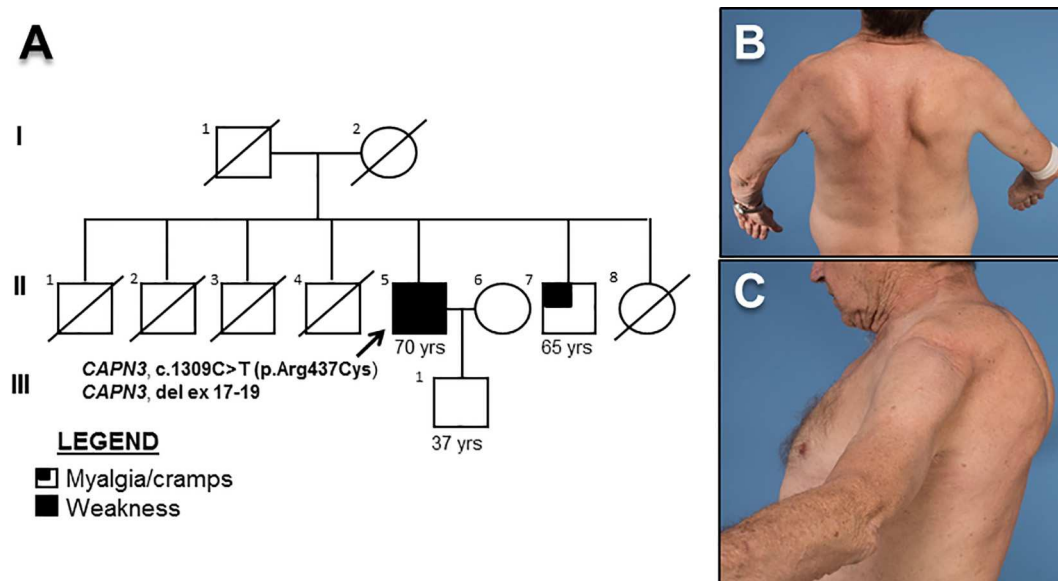 A
B
C
I
1
2
II
1
2
3
4
5
6
7
8
70 yrs
65 yrs
CAPN3, c.1309C>T (p.Arg437Cys)
CAPN3, del ex 17-19
III
1
37 yrs
LEGEND
Myalgia/cramps
Weakness